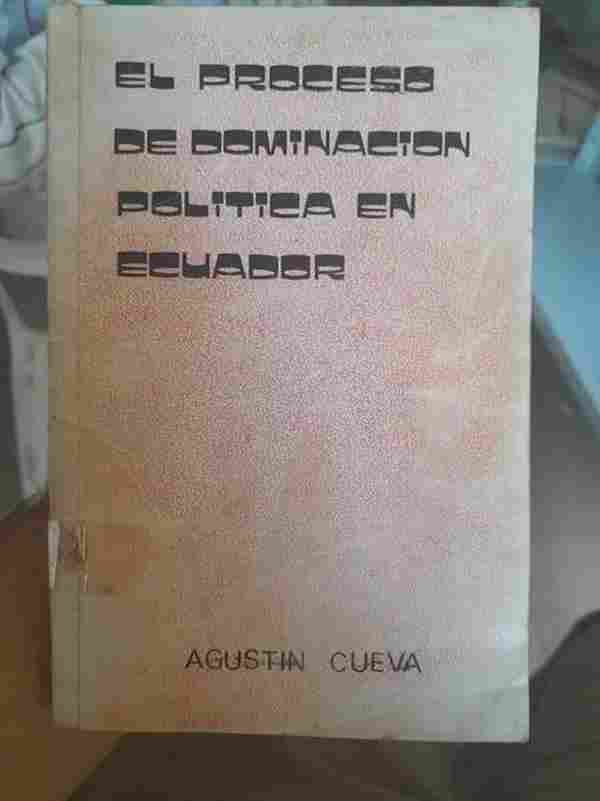 EL PROCESO
DE DOMINACION
POLITICA EN
ECUADOR
AGUSTIN CUEVA